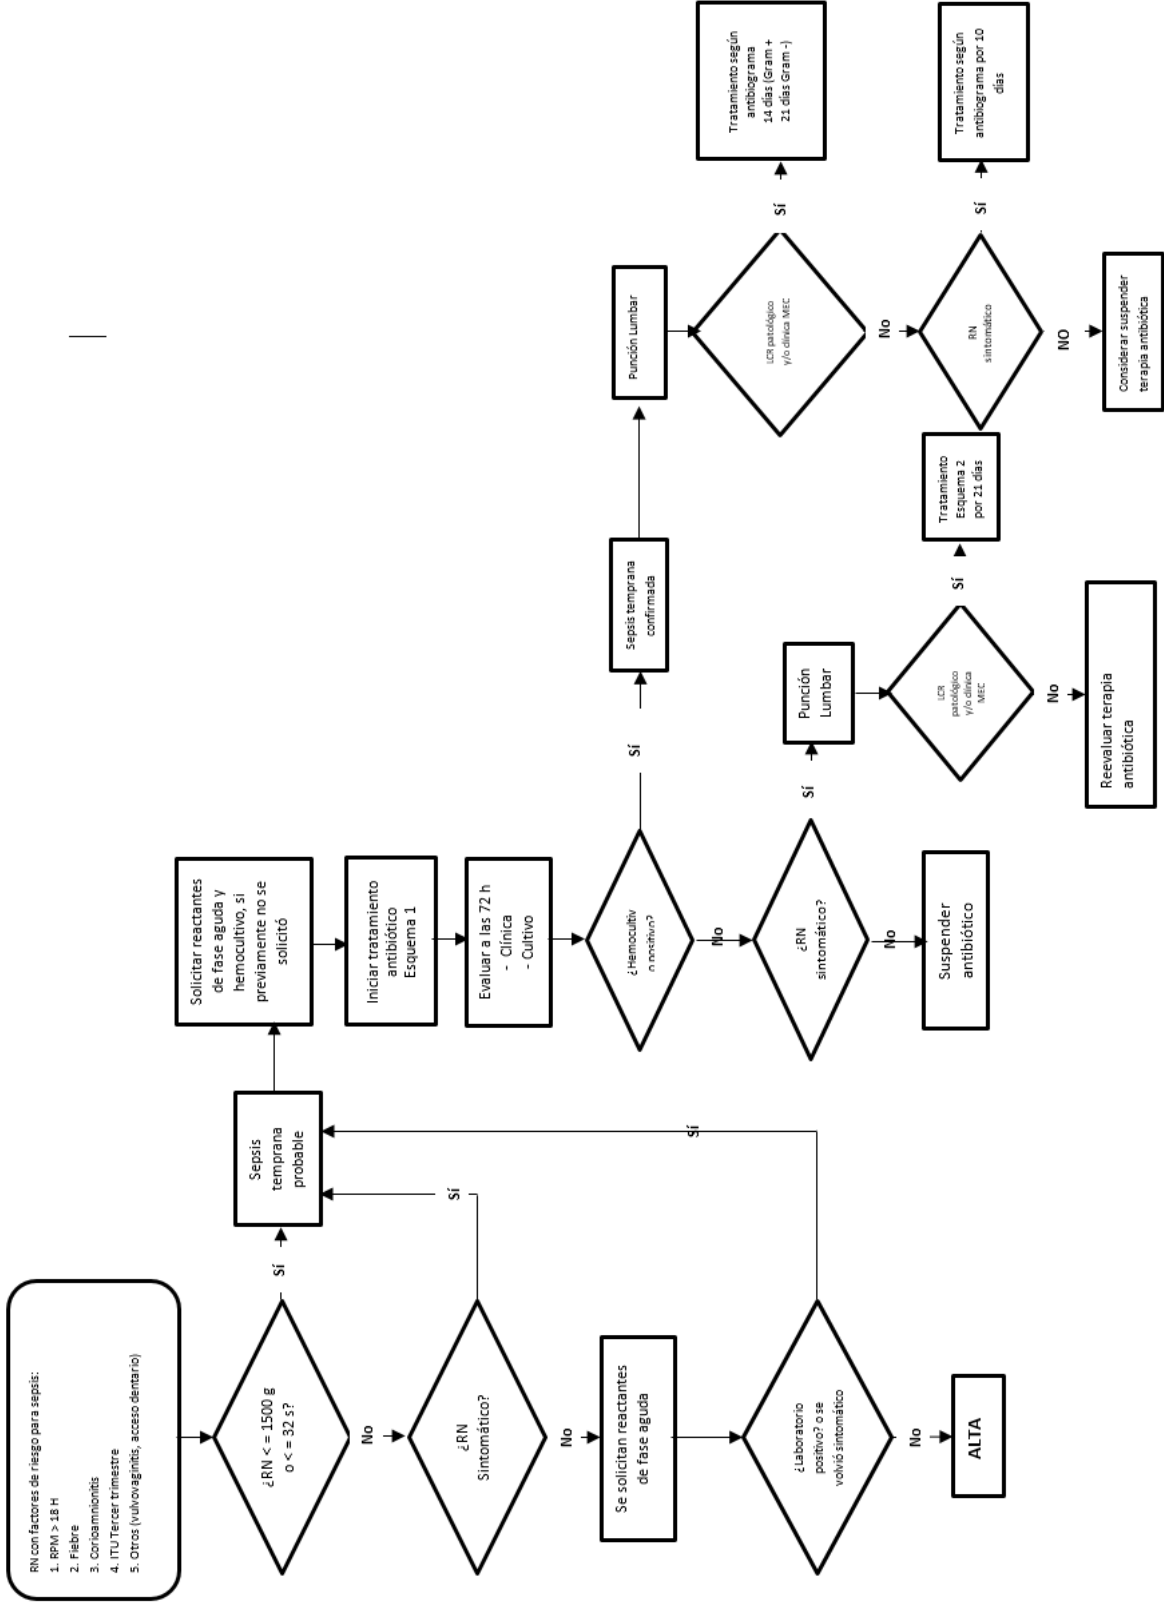 RN con factores de riesgo para sepsis:
1. RPM > 18 H
2. Fiebre
3. Corioamnionitis
4. ITU Tercer trimestre
5. Otros (vulvovaginitis, acceso dentario)
¿RN < = 1500 g
o < = 32 s?
Sí
No
¿RN
Sintomático?
Sí
No
Se solicitan reactantes
de fase aguda
¿Laboratorio
positivo? o se
volvió sintomático
Sí
No
ALTA
Sepsis
temprana
probable
Solicitar reactantes
de fase aguda y
hemocultivo, si
previamente no se
solicitó
Iniciar tratamiento
antibiótico
Esquema 1
Evaluar a las 72 h
- Clínica
- Cultivo
¿Hemocultiv
o positivo?
Sí
No
¿RN
sintomático?
Sí
No
Suspender
antibiótico
Sepsis temprana
confirmada
Punción
Lumbar
LCR
patológico
y/o clínica
MEC
Sí
No
Reevaluar terapia
antibiótica
Tratamiento
Esquema 2
por 21 días
Punción Lumbar
LCR patológico
y/o clínica MEC
Sí
No
Tratamiento según
antibiograma
14 días (Gram +
21 días Gram -)
RN
sintomático
Sí
NO
Tratamiento según
antibiograma por 10
días
Considerar suspender
terapia antibiótica